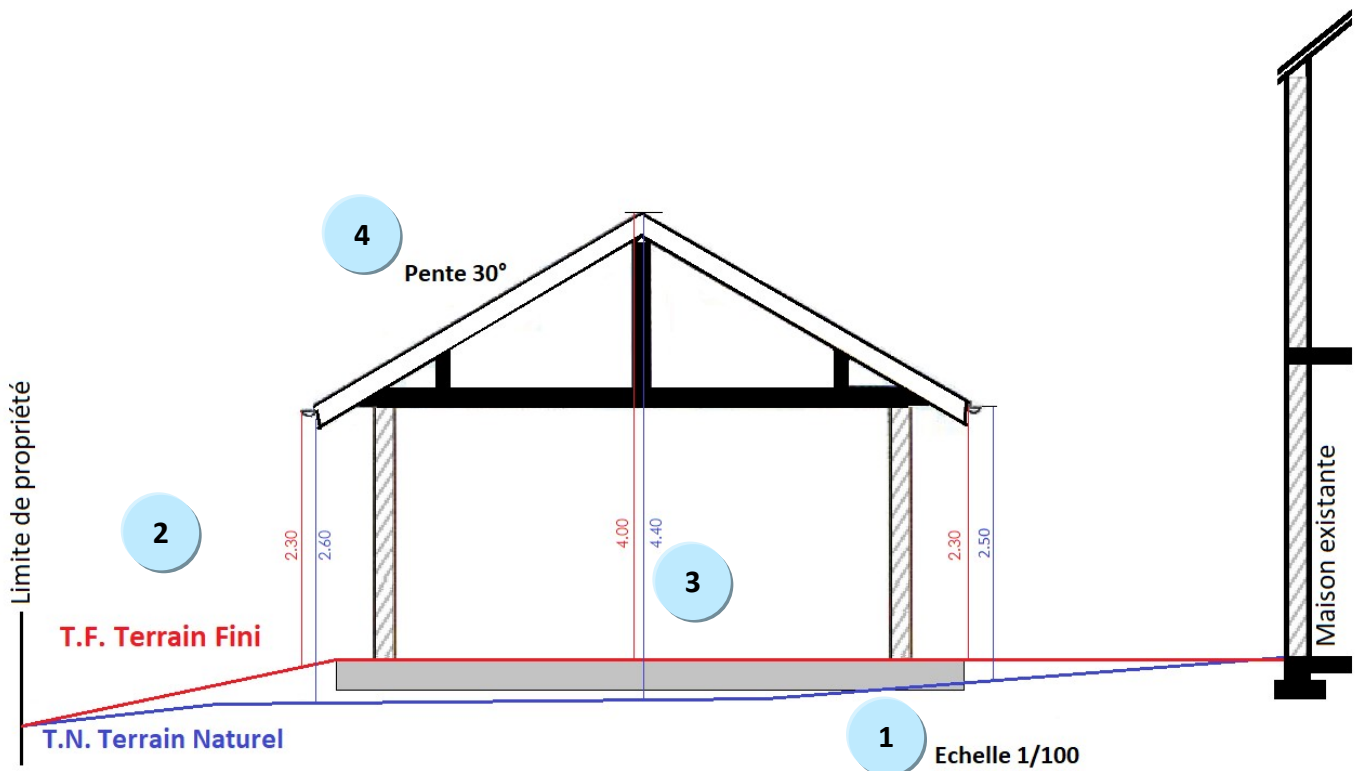 4
Pente 30°
Limite de propriété
2
2.30
2.60
4.00
4.40
3
2.30
2.50
Maison existante
T.F. Terrain Fini
T.N. Terrain Naturel
1
Echelle 1/100